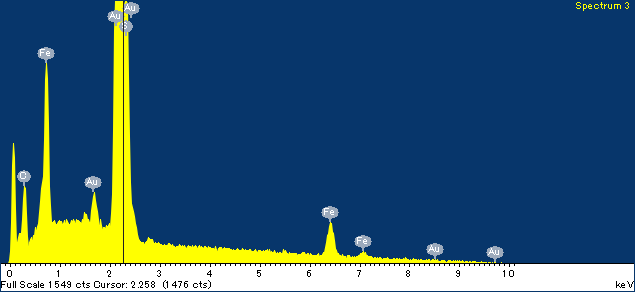 Spectrum 3
Au
Au
S
Fe
C
Au
Fe
Fe
Au
Au
0 1 2 3 4 5 6 7 8 9 10
Full Scale 1549 cts Cursor: 2.258 (1476 cts) keV